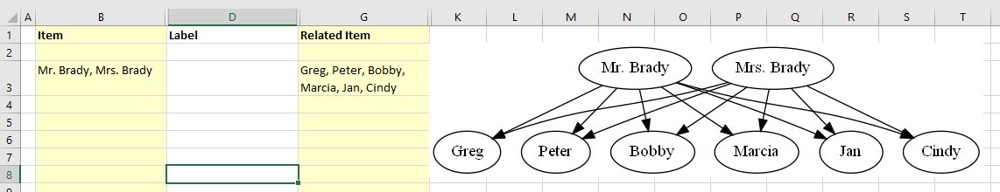 A B D G K L M N O P Q R S T
1 Item Label Related Item
2
Mr. Brady, Mrs. Brady Greg, Peter, Bobby,
3 Marcia, Jan, Cindy
4
5
6
7
8
Mr. Brady Mrs. Brady
Greg Peter Bobby Marcia Jan Cindy